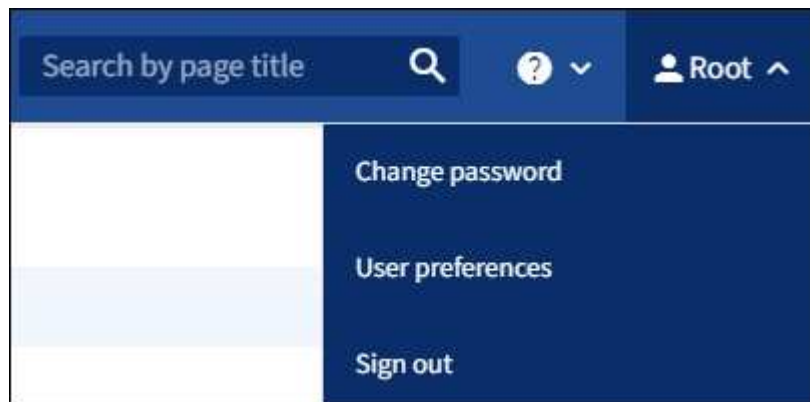 Search by page title
? Root
Change password
User preferences
Sign out